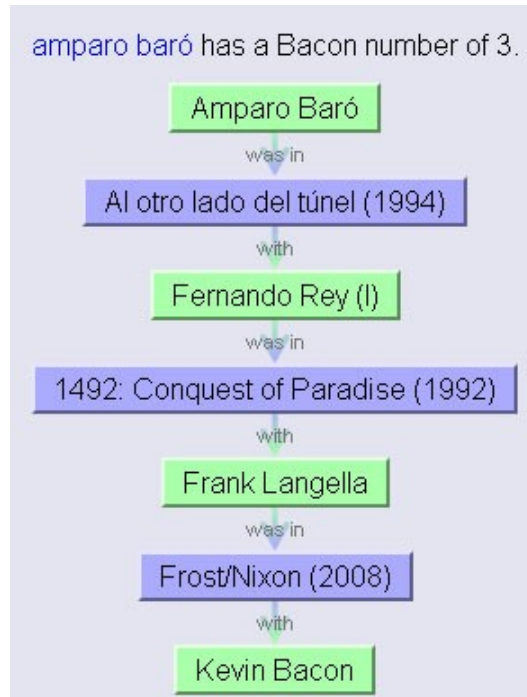 amparo baró has a Bacon number of 3.
Amparo Baró
was in
Al otro lado del túnel (1994)
with
Fernando Rey (I)
was in
1492: Conquest of Paradise (1992)
with
Frank Langella
was in
Frost/Nixon (2008)
with
Kevin Bacon